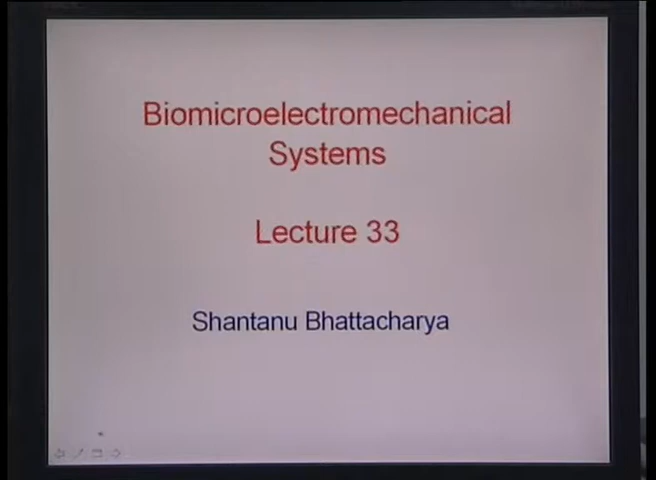 Biomicroelectromechanical
Systems
Lecture 33
Shantanu Bhattacharya